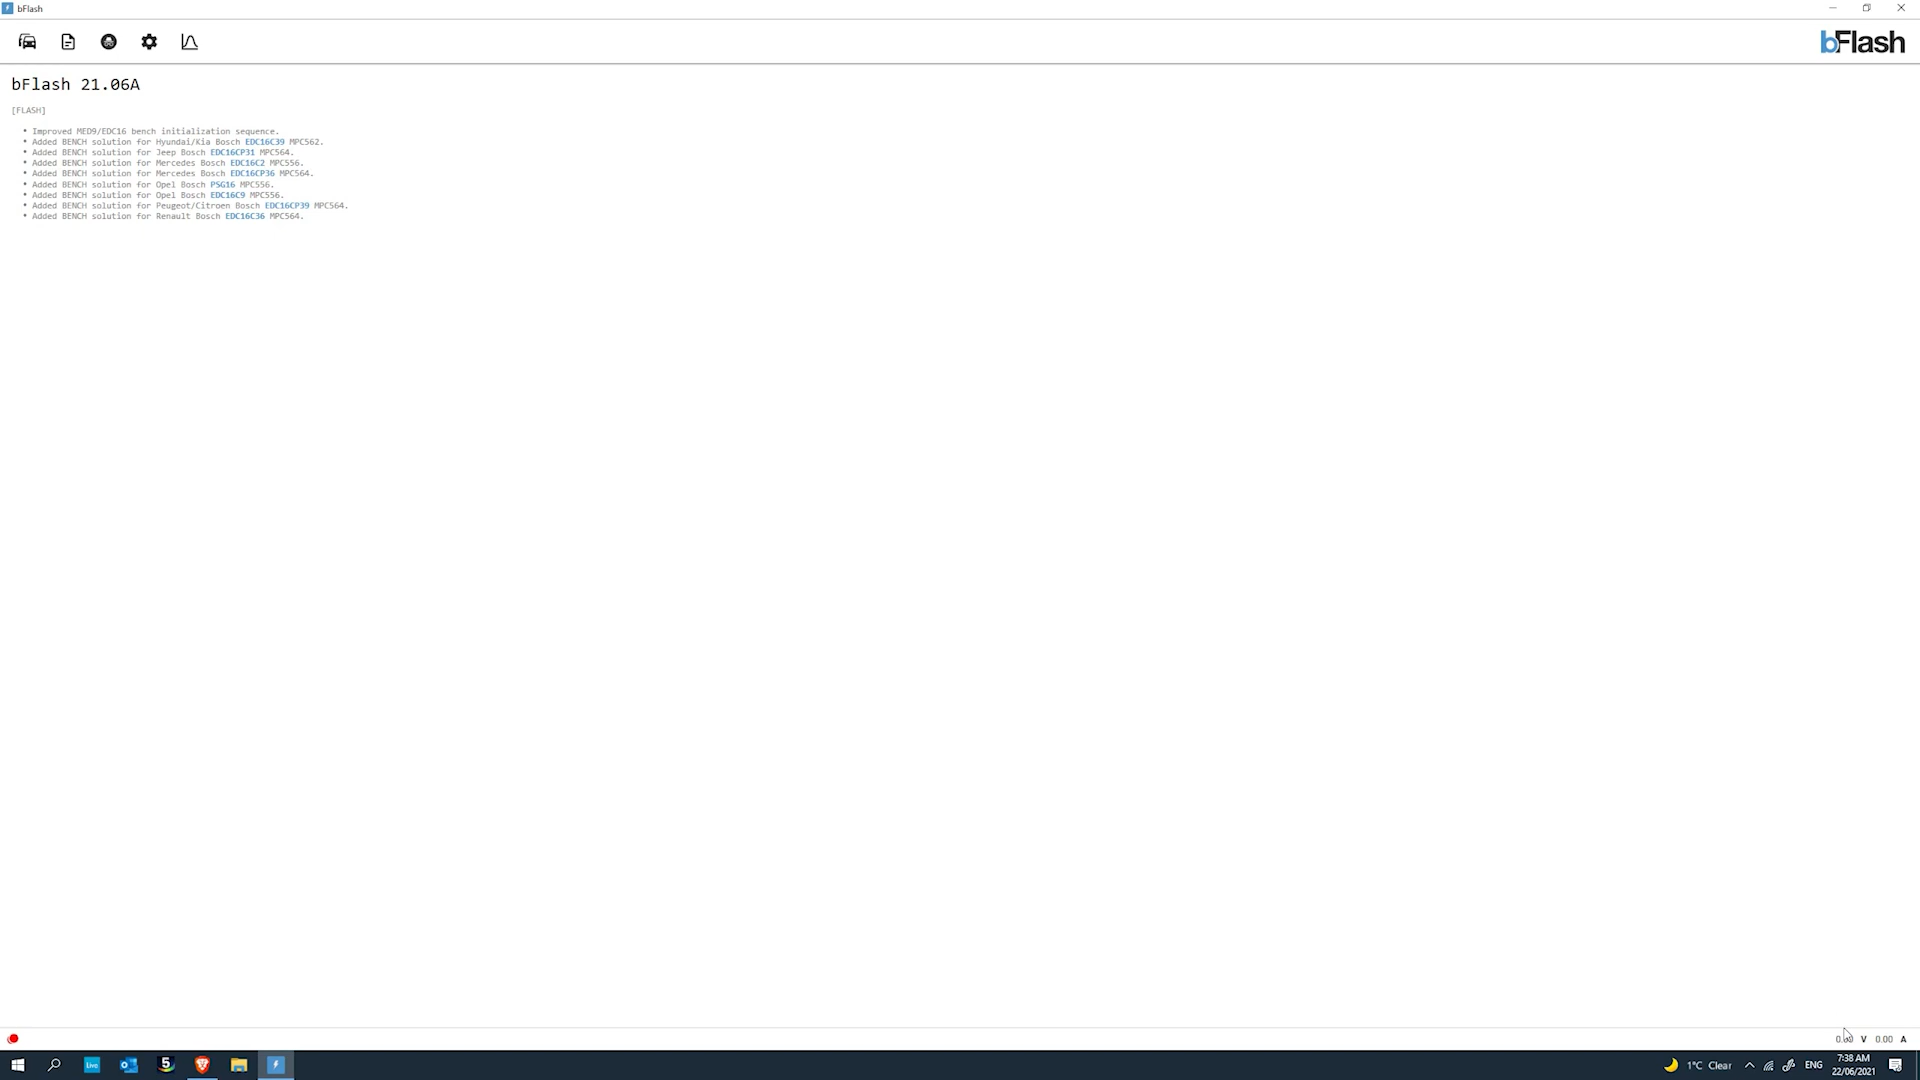 bFlash
bFlash
bFlash 21.06A
[FLASH]
• Improved MED9/EDC16 bench initialization sequence.
• Added BENCH solution for Hyundai/Kia Bosch EDC16C39 MPC562.
• Added BENCH solution for Jeep Bosch EDC16CP31 MPC564.
• Added BENCH solution for Mercedes Bosch EDC16C2 MPC556.
• Added BENCH solution for Mercedes Bosch EDC16CP36 MPC564.
• Added BENCH solution for Opel Bosch PSG16 MPC556.
• Added BENCH solution for Opel Bosch EDC16C9 MPC556.
• Added BENCH solution for Peugeot/Citroen Bosch EDC16CP39 MPC564.
• Added BENCH solution for Renault Bosch EDC16C36 MPC564.
0.00 V 0.00 A
Live
5
1°C Clear
ENG
7:38 AM
22/06/2021